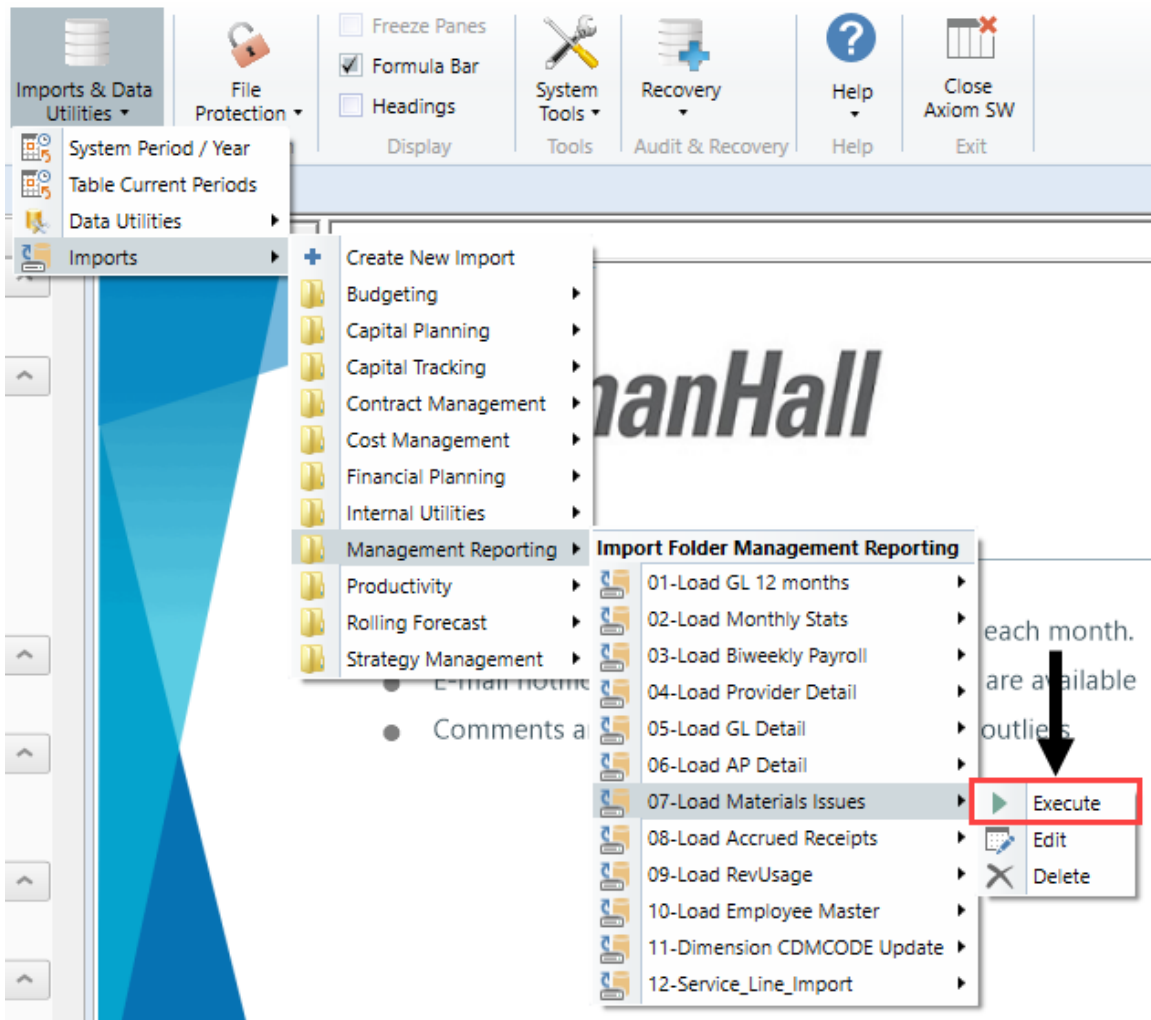 Imports & Data
Utilities
File
Protection
Freeze Panes
Formula Bar
Headings
Display
System
Tools
Tools
Recovery
Audit & Recovery
Help
Help
Close
Axiom SW
Exit
System Period / Year
Table Current Periods
Data Utilities
Imports
Create New Import
Budgeting
Capital Planning
Capital Tracking
Contract Management
Cost Management
Financial Planning
Internal Utilities
Management Reporting
Productivity
Rolling Forecast
Strategy Management
manHall
Import Folder Management Reporting
01-Load GL 12 months
02-Load Monthly Stats
03-Load Biweekly Payroll
04-Load Provider Detail
05-Load GL Detail
06-Load AP Detail
07-Load Materials Issues
08-Load Accrued Receipts
09-Load RevUsage
10-Load Employee Master
11-Dimension CDMCODE Update
12-Service_Line_Import
Execute
Edit
Delete
each month.
E-mail are available
Comments outliers